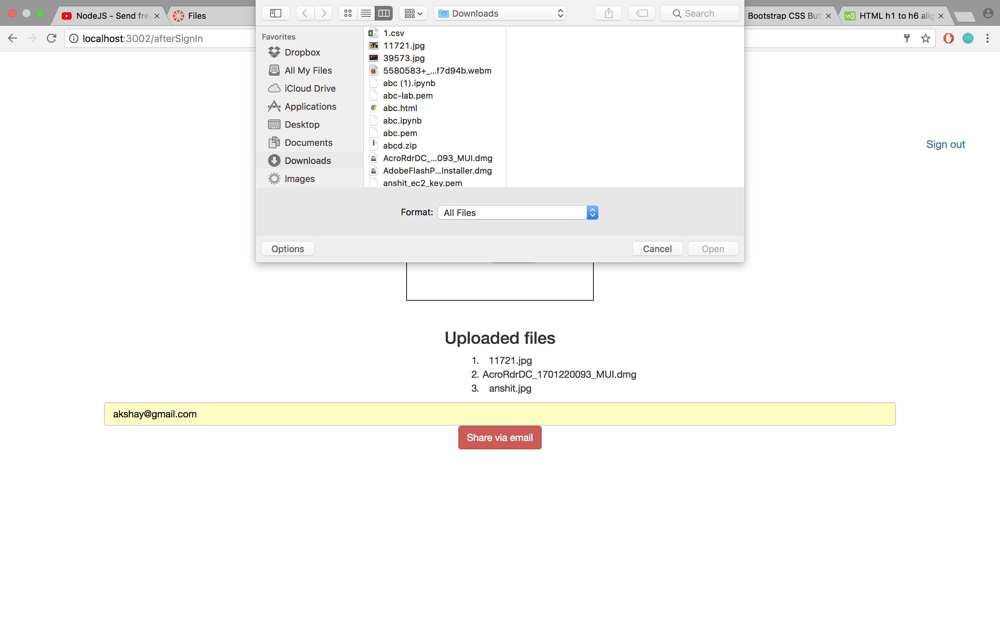 NodeJS - Send fre
Files
Downloads
Search
Bootstrap CSS But
HTML h1 to h6 alig
localhost:3002/afterSignIn
Favorites
Dropbox
All My Files
iCloud Drive
Applications
Desktop
Documents
Downloads
Images
1.csv
11721.jpg
39573.jpg
5580583+_...f7d94b.webm
abc (1).ipynb
abc-lab.pem
abc.html
abc.ipynb
abc.pem
abcd.zip
AcroRdrDC_...093_MUI.dmg
AdobeFlashP...Installer.dmg
anshit_ec2_key.pem
Sign out
Format: All Files
Options
Cancel
Open
Uploaded files
1. 11721.jpg
2. AcroRdrDC_1701220093_MUI.dmg
3. anshit.jpg
akshay@gmail.com
Share via email